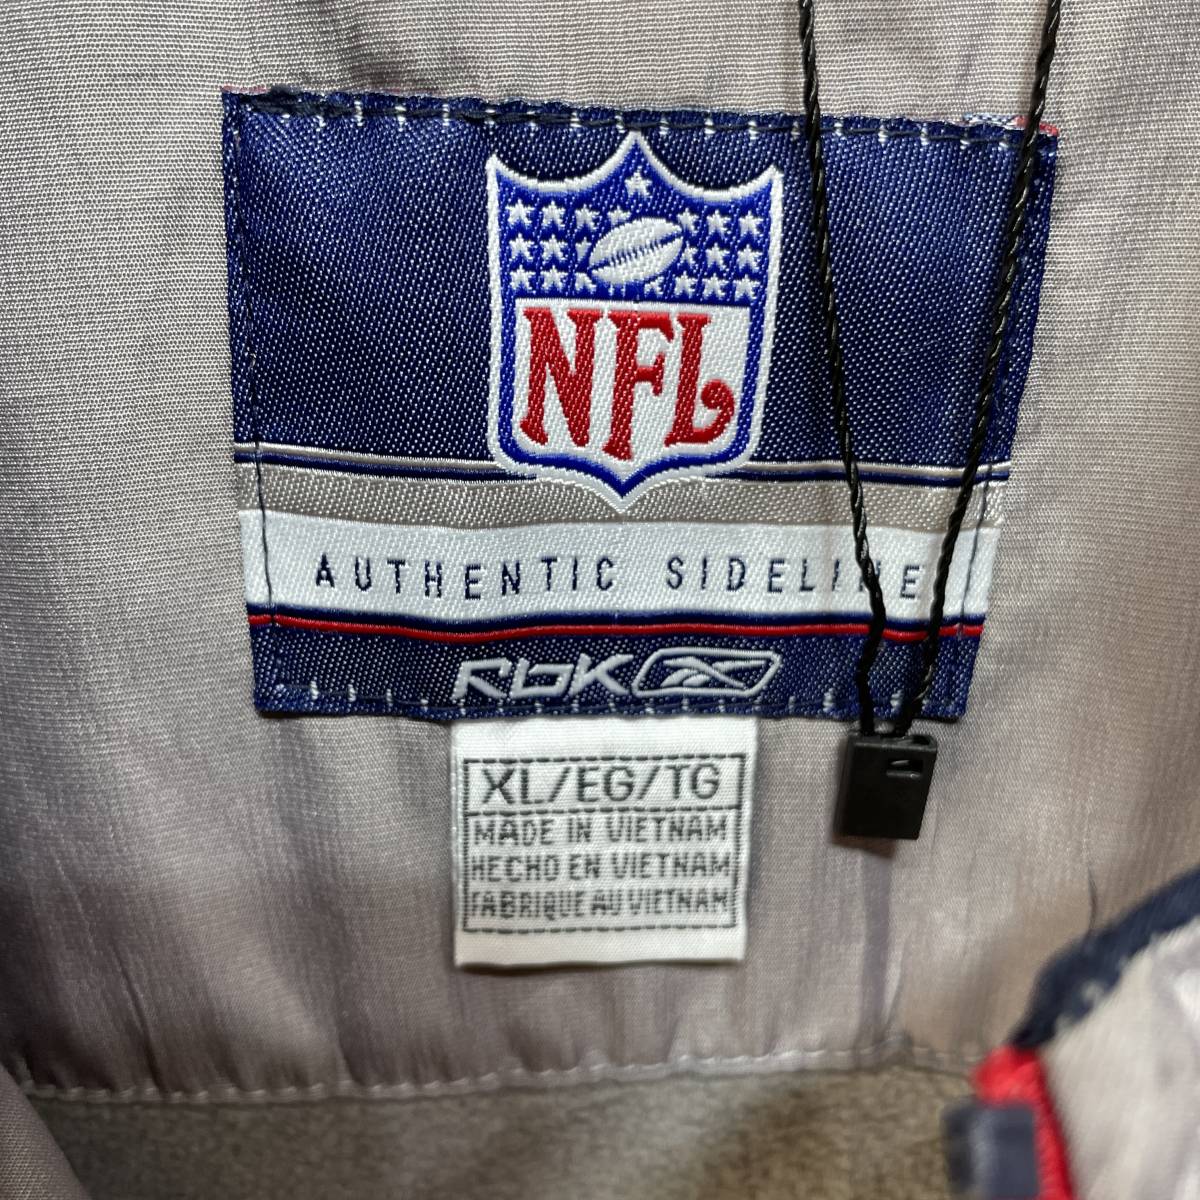 NFL
AUTHENTIC SIDELINE
RbK
XL/EG/TG
MADE IN VIETNAM
HECHO EN VIETNAM
FABRIQUE AU VIETNAM